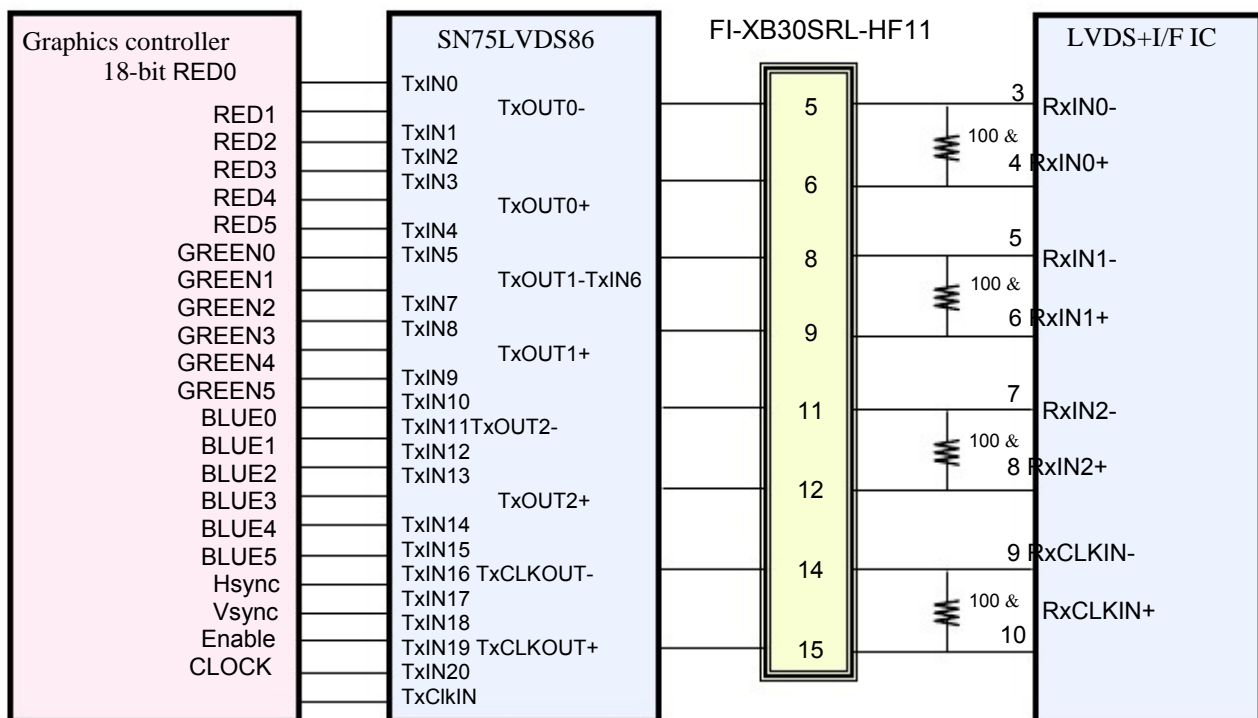 Graphics controller
18-bit RED0
RED1
RED2
RED3
RED4
RED5
GREEN0
GREEN1
GREEN2
GREEN3
GREEN4
GREEN5
BLUE0
BLUE1
BLUE2
BLUE3
BLUE4
BLUE5
Hsync
Vsync
Enable
CLOCK
SN75LVDS86
TxIN0
TxOUT0-
TxIN1
TxIN2
TxIN3
TxOUT0+
TxIN4
TxIN5
TxOUT1-TxIN6
TxIN7
TxIN8
TxOUT1+
TxIN9
TxIN10
TxIN11TxOUT2-
TxIN12
TxIN13
TxOUT2+
TxIN14
TxIN15
TxIN16 TxCLKOUT-
TxIN17
TxIN18
TxIN19 TxCLKOUT+
TxIN20
TxClkIN
FI-XB30SRL-HF11
5
6
8
9
11
12
14
15
LVDS+I/F IC
3 RxIN0-
100 &
4 RxIN0+
5
RxIN1-
100 &
6 RxIN1+
7
RxIN2-
100 &
8 RxIN2+
9 RxCLKIN-
100 &
RxCLKIN+
10